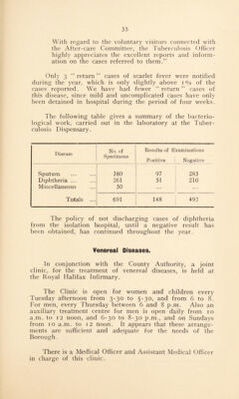 33
With regard to the voluntary visitors connected with
the After-care Committee, the Tuberculosis Officer
highly appreciates the excellent reports and inform-
ation on the cases referred to them."
Only 3 "return" cases of scarlet fever were notified
during the year, which is only slightly above 1% of the
cases reported. We have had fewer "return" cases of
this disease, since mild and uncomplicated cases have only
been detained in hospital during the period of four weeks.
The following table gives a summary of the bacterio-
logical work, carried out in the laboratory at the Tuber-
culosis Dispensary.
Disease No. of Specimens Results of Examinations
Positive Negative
Sputum ... ... 380 97 283
Diphtheria ... 261 51 210
Miscellaneous 50 ... ...
Totals ... 691 148 493
The policy of not discharging cases of diphtheria
from the isolation hospital, until a negative result has
been obtained, has continued throughout the year.
Venereal Diseases.
In conjunction with the County Authority, a joint
clinic, for the treatment of venereal diseases, is held at
the Royal Halifax Infirmary.
The Clinic is open for women and children every
Tuesday afternoon from 3-30 to 5-30, and from 6 to 8.
For men, every Thursday between 6 and 8 p.m. Also an
auxiliary treatment centre for men is open daily from 10
a.m. to 12 noon, and 6-30 to 8-30 p.m., and on Sundays
from 10 a.m. to 12 noon. It appears that these arrange-
ments are sufficient and adequate for the needs of the
Borough.
There is a Medical Officer and Assistant Medical Officer
in charge of this clinic.